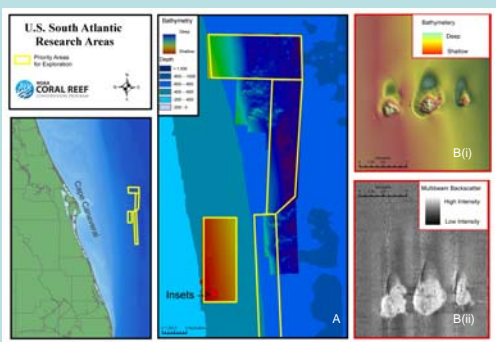 U.S. South Atlantic
Research Areas
Priority Areas
for Exploration
NOAA
CORAL REEF
CONSERVATION PROGRAM
Cape Canaveral
Bathymetry
Deep
Shallow
Depth
Insets
A
Bathymetery
Deep
Shallow
B(i)
Multibeam Backscatter
High Intensity
Low Intensity
B(ii)